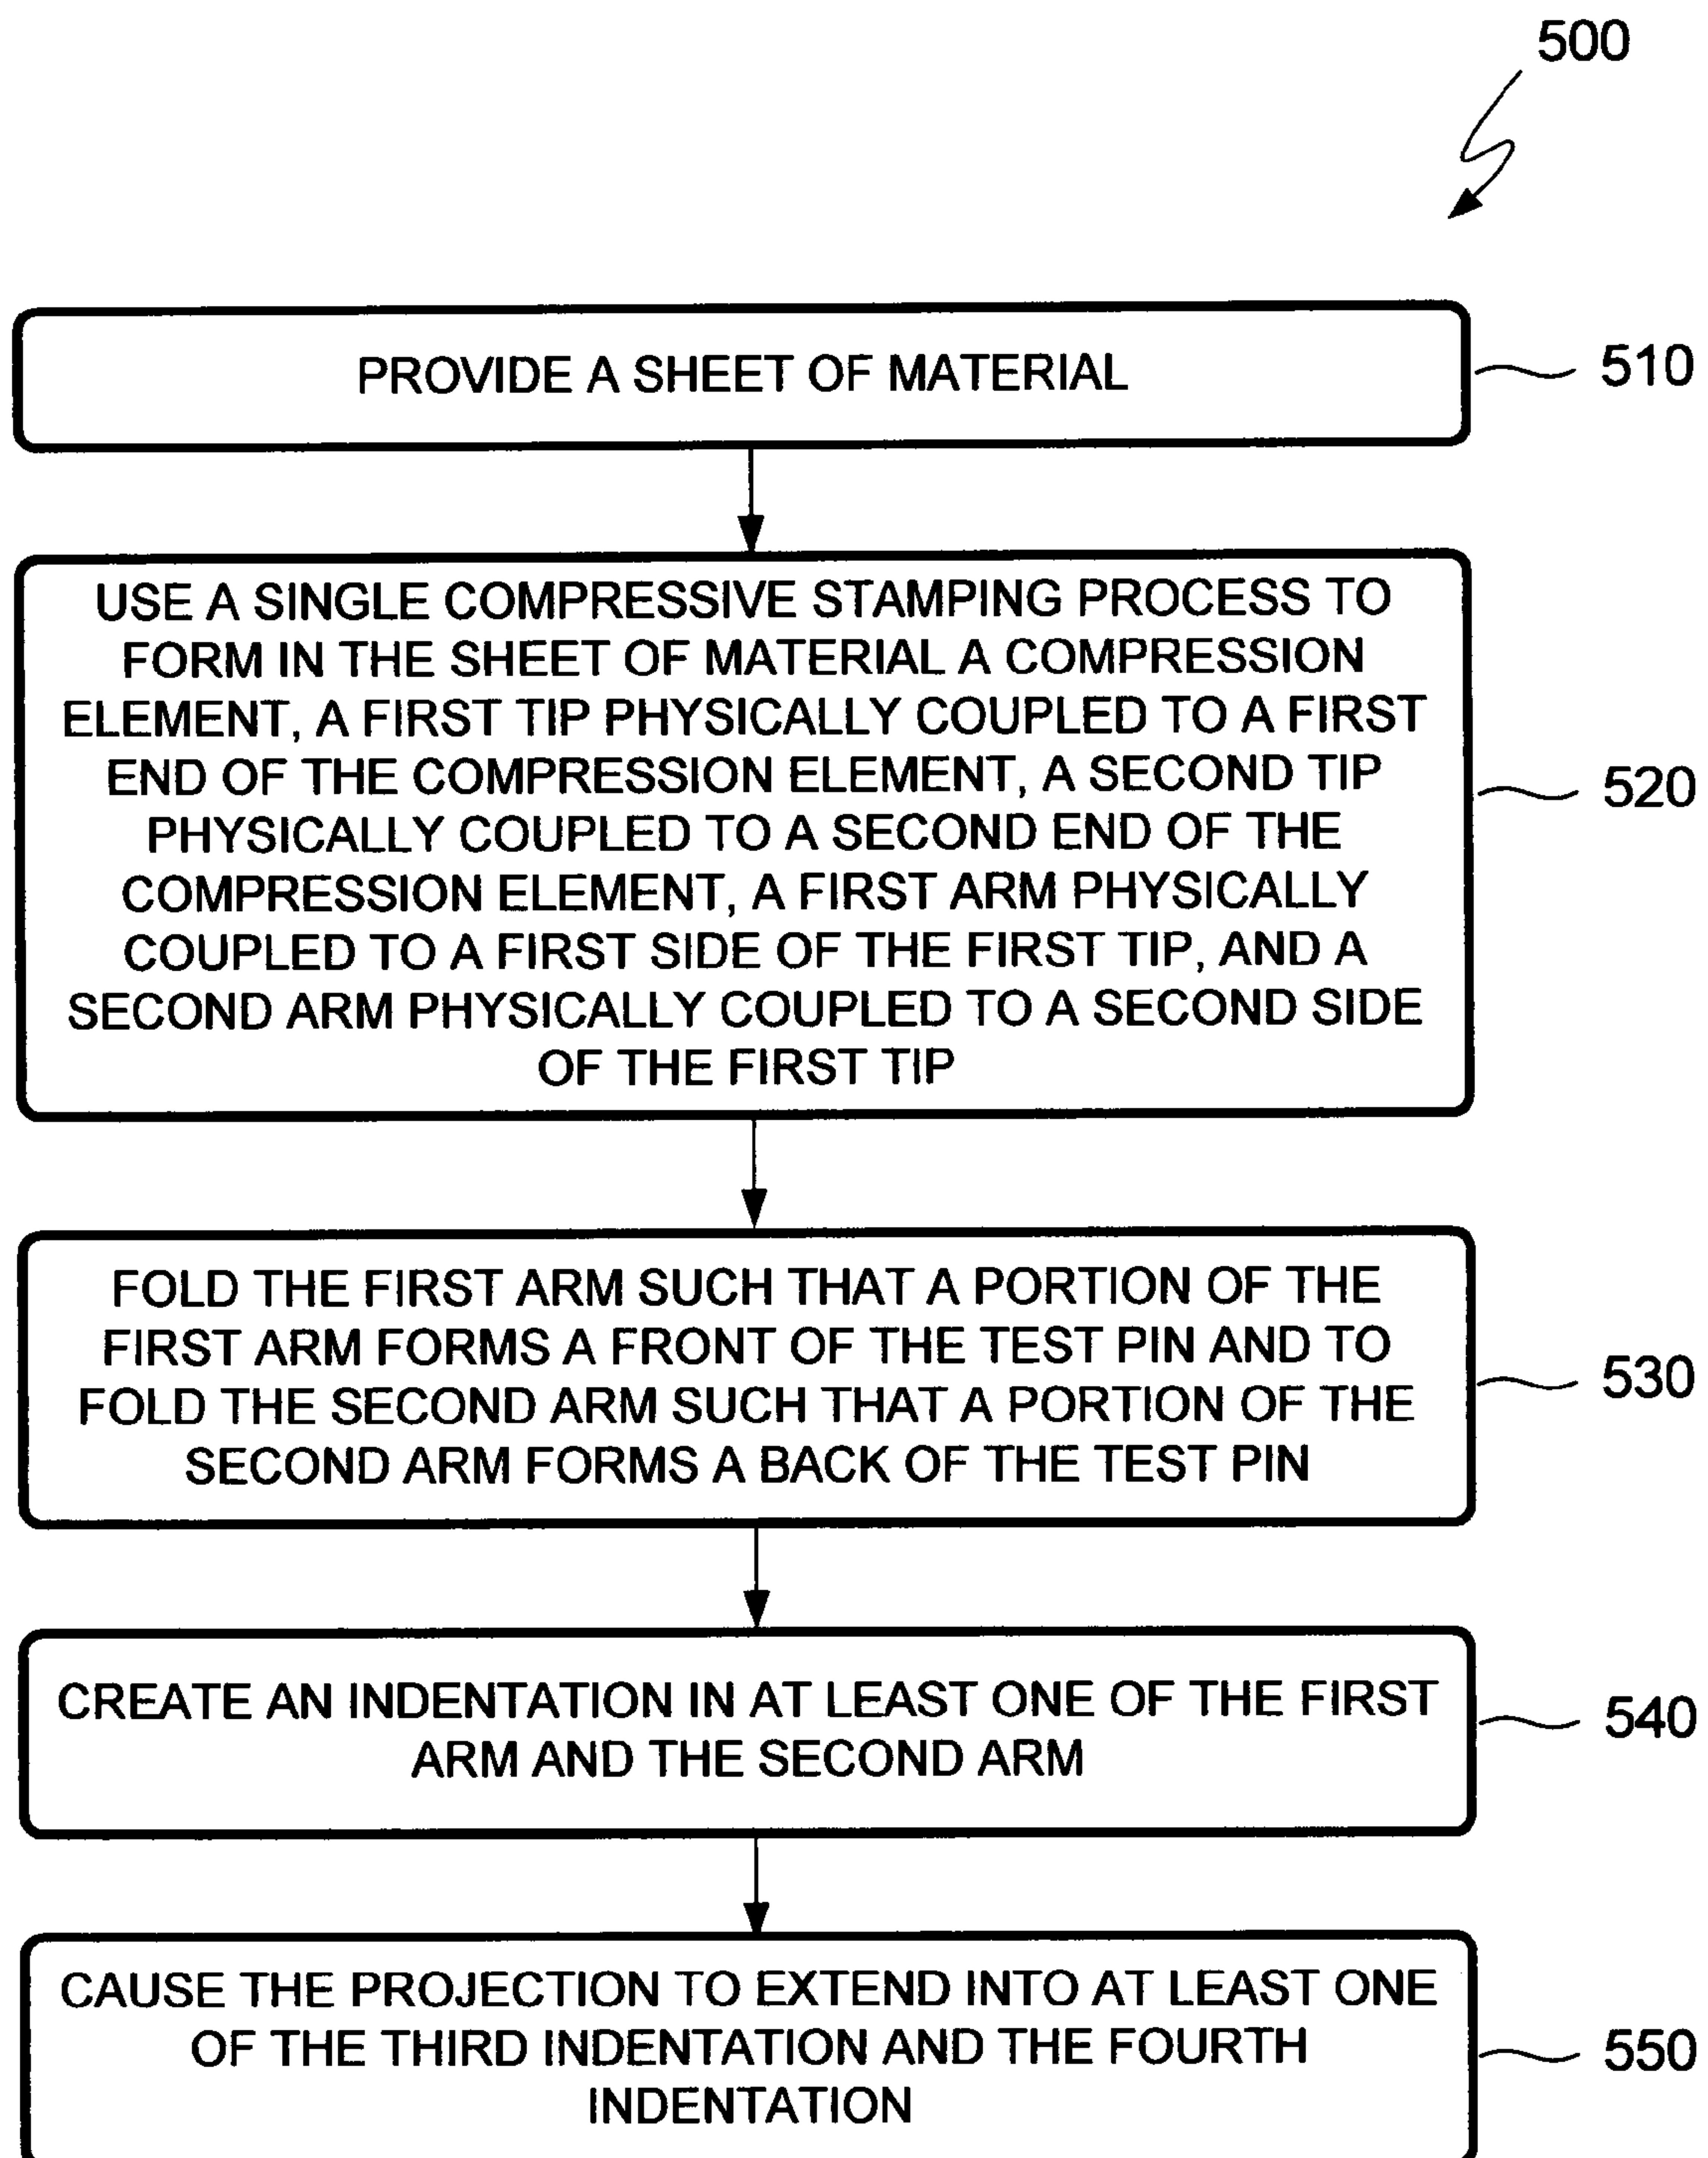 500
PROVIDE A SHEET OF MATERIAL
510
USE A SINGLE COMPRESSIVE STAMPING PROCESS TO
FORM IN THE SHEET OF MATERIAL A COMPRESSION
ELEMENT, A FIRST TIP PHYSICALLY COUPLED TO A FIRST
END OF THE COMPRESSION ELEMENT, A SECOND TIP
PHYSICALLY COUPLED TO A SECOND END OF THE
COMPRESSION ELEMENT, A FIRST ARM PHYSICALLY
COUPLED TO A FIRST SIDE OF THE FIRST TIP, AND A
SECOND ARM PHYSICALLY COUPLED TO A SECOND SIDE
OF THE FIRST TIP
520
FOLD THE FIRST ARM SUCH THAT A PORTION OF THE
FIRST ARM FORMS A FRONT OF THE TEST PIN AND TO
FOLD THE SECOND ARM SUCH THAT A PORTION OF THE
SECOND ARM FORMS A BACK OF THE TEST PIN
530
CREATE AN INDENTATION IN AT LEAST ONE OF THE FIRST
ARM AND THE SECOND ARM
540
CAUSE THE PROJECTION TO EXTEND INTO AT LEAST ONE
OF THE THIRD INDENTATION AND THE FOURTH
INDENTATION
550